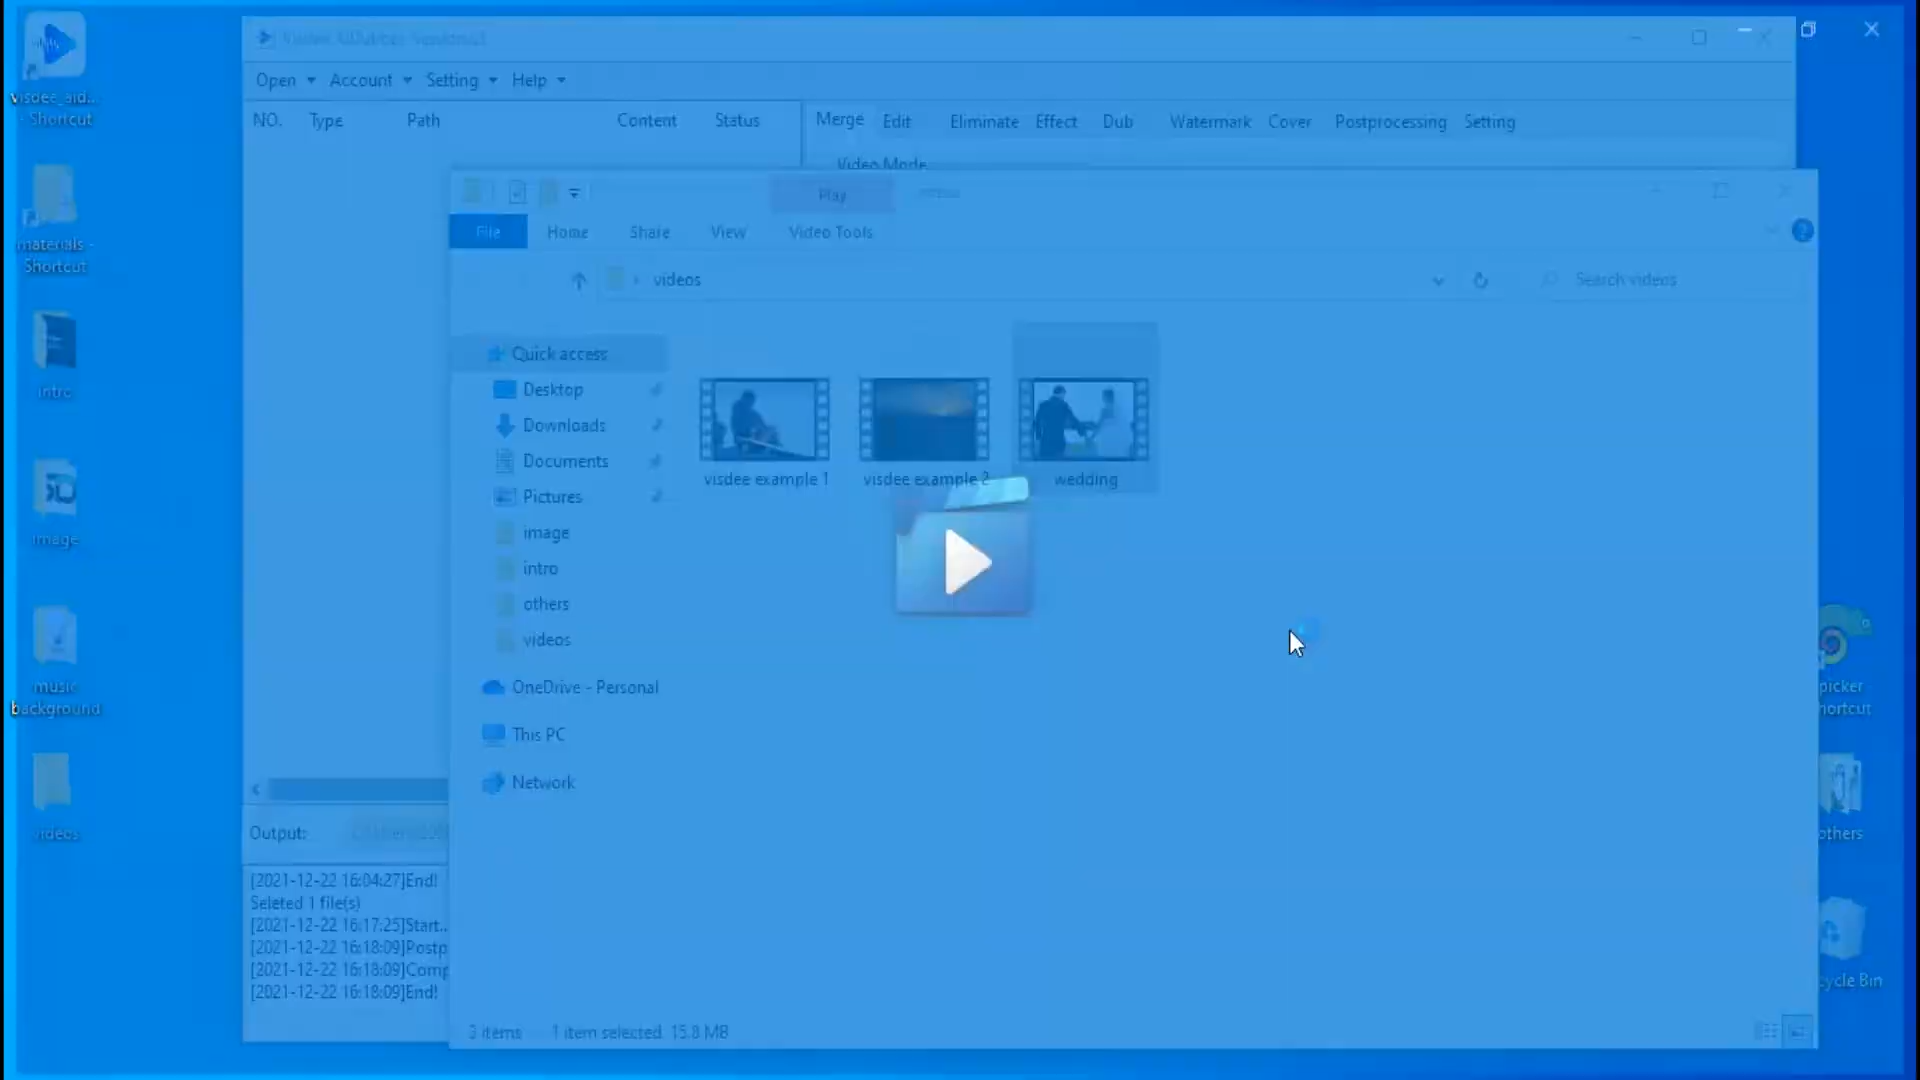 visdee_aid...
- Shortcut
materials -
Shortcut
intro
image
music
background
videos
Open Account Setting Help
NO. Type Path Content Status
Merge Edit Eliminate Effect Dub Watermark Cover Postprocessing Setting
Video Mode
Play
File Home Share View Video Tools
videos
Search videos
Quick access
Desktop
Downloads
Documents
Pictures
image
intro
others
videos
OneDrive - Personal
This PC
Network
visdee example 1
visdee example 2
wedding
3 items 1 item selected 15.8 MB
Output:
[2021-12-22 16:04:27]End!
Seleted 1 file(s)
[2021-12-22 16:17:25]Start..
[2021-12-22 16:18:09]Postp
[2021-12-22 16:18:09]Comp
[2021-12-22 16:18:09]End!
picker
hortcut
others
cycle Bin